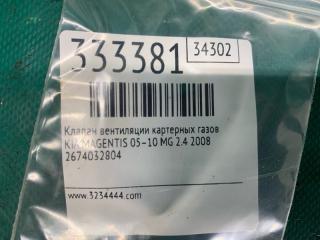 333381 34302
Клапан вентиляции картерных газов
KIA MAGENTIS 05-10 MG 2.4 2008
2674032804
www.3234444.com